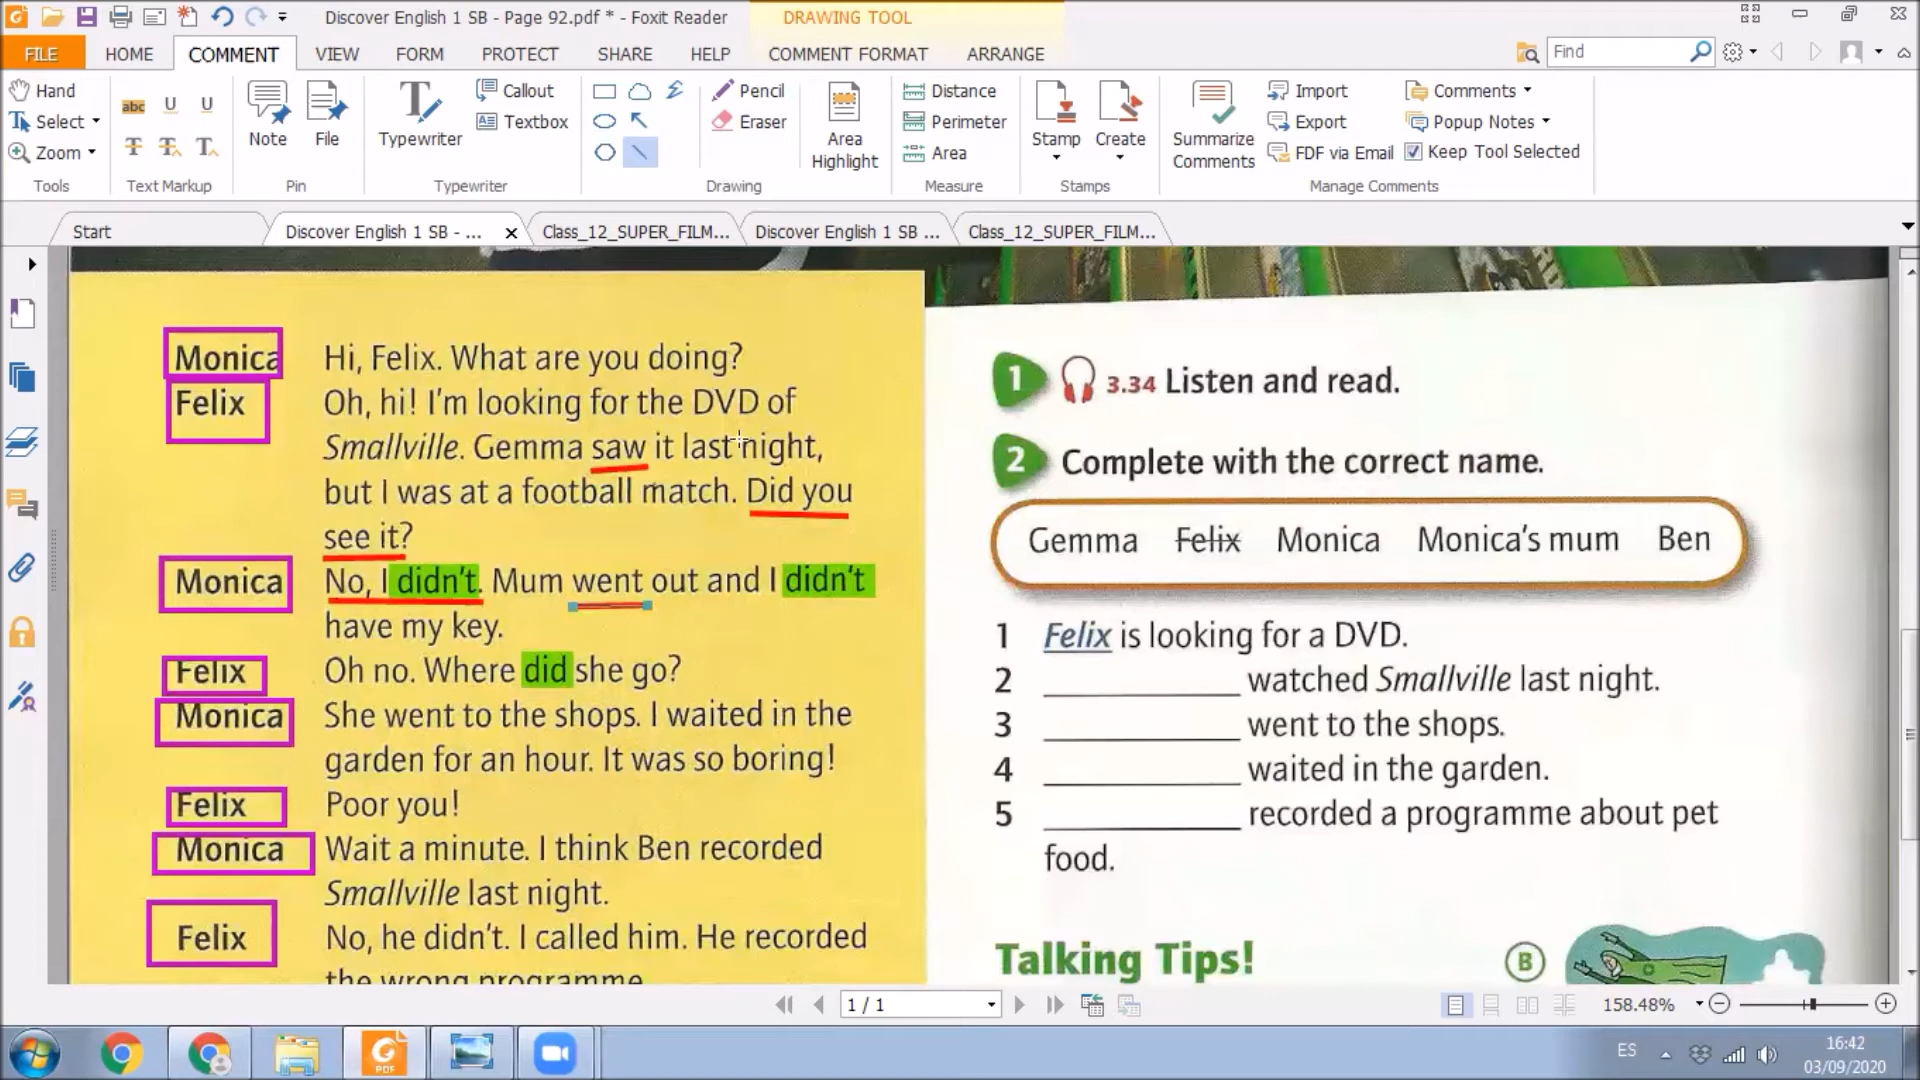 Discover English 1 SB - Page 92.pdf * - Foxit Reader
DRAWING TOOL
FILE
HOME
COMMENT
VIEW
FORM
PROTECT
SHARE
HELP
COMMENT FORMAT
ARRANGE
Find
Hand
Select
Zoom
Tools
abc U U
T T T
Text Markup
Note
File
Pin
Typewriter
Callout
Textbox
Typewriter
Pencil
Eraser
Drawing
Area
Highlight
Distance
Perimeter
Area
Measure
Stamp
Create
Stamps
Summarize
Comments
Import
Export
FDF via Email
Comments
Popup Notes
Keep Tool Selected
Manage Comments
Start
Discover English 1 SB - ...
Class_12_SUPER_FILM...
Discover English 1 SB ...
Class_12_SUPER_FILM...
Monica Hi, Felix. What are you doing?
Felix Oh, hi! I'm looking for the DVD of
Smallville. Gemma saw it last night,
but I was at a football match. Did you
see it?
Monica No, I didn't. Mum went out and I didn't
have my key.
Felix Oh no. Where did she go?
Monica She went to the shops. I waited in the
garden for an hour. It was so boring!
Felix Poor you!
Monica Wait a minute. I think Ben recorded
Smallville last night.
Felix No, he didn't. I called him. He recorded
the wrong programme.
1 3.34 Listen and read.
2 Complete with the correct name.
Gemma Felix Monica Monica's mum Ben
1 Felix is looking for a DVD.
2 ____________ watched Smallville last night.
3 ____________ went to the shops.
4 ____________ waited in the garden.
5 ____________ recorded a programme about pet
food.
Talking Tips!
B
1 / 1
158.48%
PDF
ES
16:42
03/09/2020